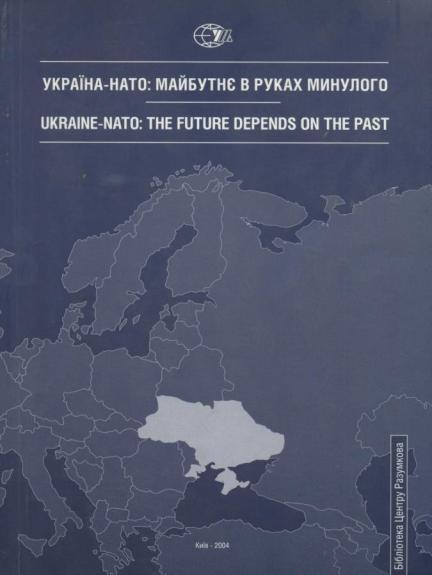 УКРАЇНА-НАТО: МАЙБУТНЄ В РУКАХ МИНУЛОГО
UKRAINE-NATO: THE FUTURE DEPENDS ON THE PAST
Бібліотека Центру Разумкова
Київ - 2004